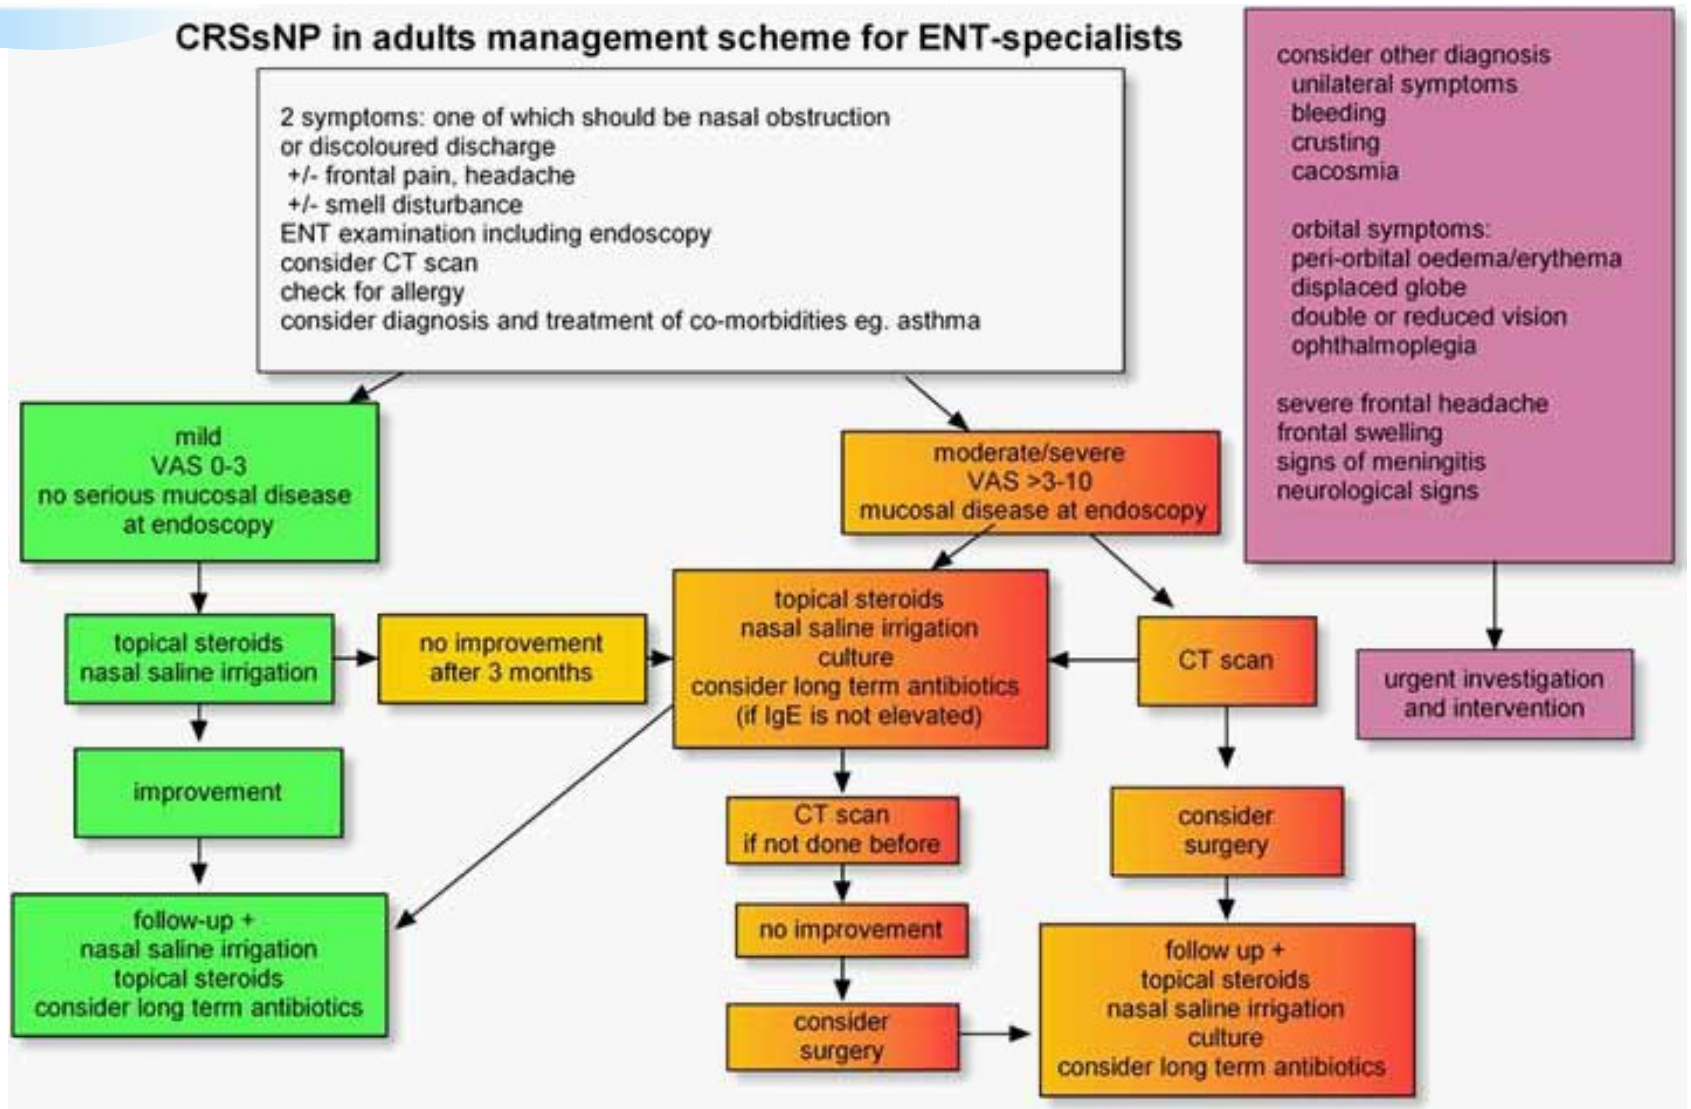 CRSsNP in adults management scheme for ENT-specialists
2 symptoms: one of which should be nasal obstruction
or discoloured discharge
+/- frontal pain, headache
+/- smell disturbance
ENT examination including endoscopy
consider CT scan
check for allergy
consider diagnosis and treatment of co-morbidities eg. asthma
consider other diagnosis
unilateral symptoms
bleeding
crusting
cacosmia
orbital symptoms:
peri-orbital oedema/erythema
displaced globe
double or reduced vision
ophthalmoplegia
severe frontal headache
frontal swelling
signs of meningitis
neurological signs
mild
VAS 0-3
no serious mucosal disease
at endoscopy
moderate/severe
VAS >3-10
mucosal disease at endoscopy
topical steroids
nasal saline irrigation
no improvement
after 3 months
topical steroids
nasal saline irrigation
culture
consider long term antibiotics
(if IgE is not elevated)
CT scan
urgent investigation
and intervention
improvement
CT scan
if not done before
consider
surgery
follow-up +
nasal saline irrigation
topical steroids
consider long term antibiotics
no improvement
consider
surgery
follow up +
topical steroids
nasal saline irrigation
culture
consider long term antibiotics